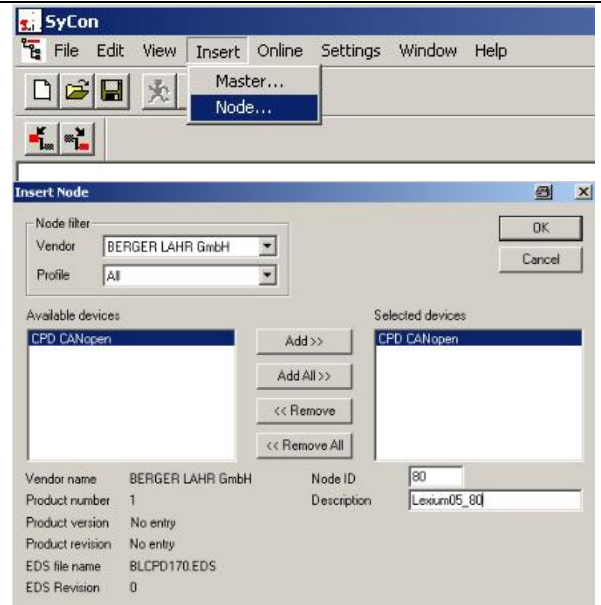 SyCon
File Edit View Insert Online Settings Window Help
Master...
Node...
Insert Node
Node filter
Vendor BERGER LAHR GmbH
Profile All
OK
Cancel
Available devices
Selected devices
CPD CANopen
CPD CANopen
Add >>
Add All >>
<< Remove
<< Remove All
Vendor name BERGER LAHR GmbH
Product number 1
Product version No entry
Product revision No entry
EDS file name BLCPD170.EDS
EDS Revision 0
Node ID 80
Description Lexium05_80